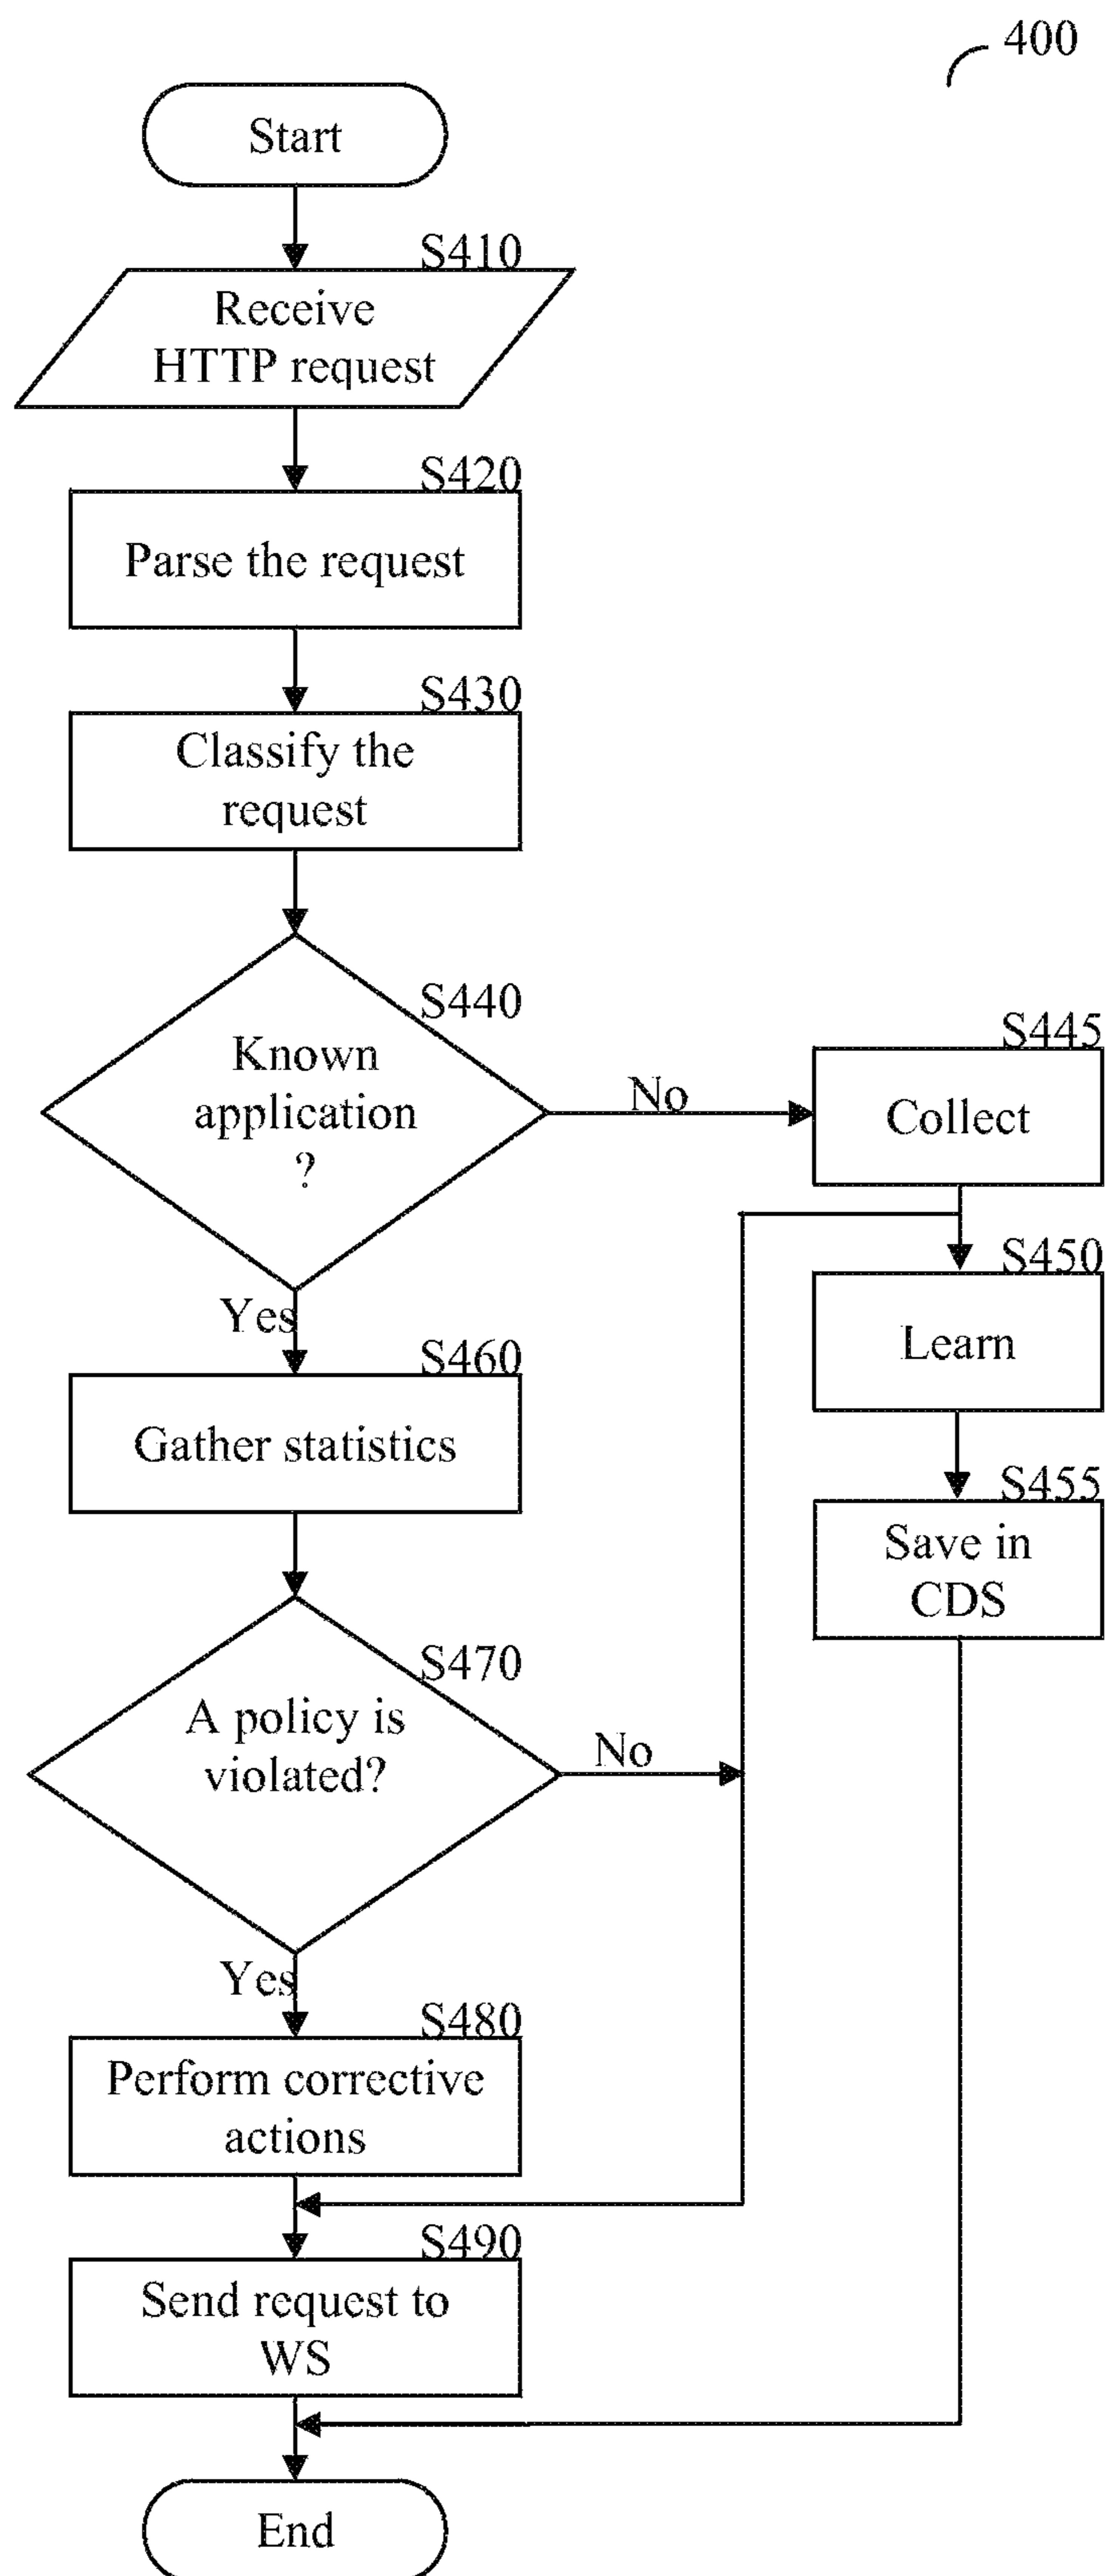 400
Start
S410
Receive
HTTP request
S420
Parse the request
S430
Classify the
request
S440
Known
application
?
No
Yes
S445
Collect
S450
Learn
S455
Save in
CDS
S460
Gather statistics
S470
A policy is
violated?
No
Yes
S480
Perform corrective
actions
S490
Send request to
WS
End